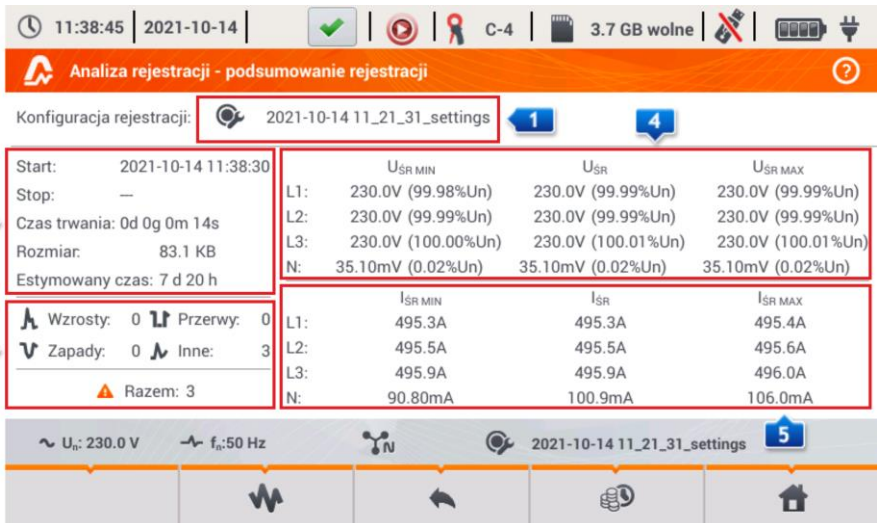 11:38:45 2021-10-14 C-4 3.7 GB wolne
Analiza rejestracji - podsumowanie rejestracji ?
Konfiguracja rejestracji: 2021-10-14 11_21_31_settings 1
4
Start: 2021-10-14 11:38:30
Stop: ---
Czas trwania: 0d 0g 0m 14s
Rozmiar: 83.1 KB
Estymowany czas: 7 d 20 h
UŚR MIN UŚR UŚR MAX
L1: 230.0V (99.98%Un) 230.0V (99.99%Un) 230.0V (99.99%Un)
L2: 230.0V (99.99%Un) 230.0V (99.99%Un) 230.0V (99.99%Un)
L3: 230.0V (100.00%Un) 230.0V (100.01%Un) 230.0V (100.01%Un)
N: 35.10mV (0.02%Un) 35.10mV (0.02%Un) 35.10mV (0.02%Un)
Wzrosty: 0 Przerwy: 0
Zapady: 0 Inne: 3
Razem: 3
IŚR MIN IŚR IŚR MAX
L1: 495.3A 495.3A 495.4A
L2: 495.5A 495.5A 495.6A
L3: 495.9A 495.9A 496.0A
N: 90.80mA 100.9mA 106.0mA
5
Un: 230.0 V fn:50 Hz N 2021-10-14 11_21_31_settings